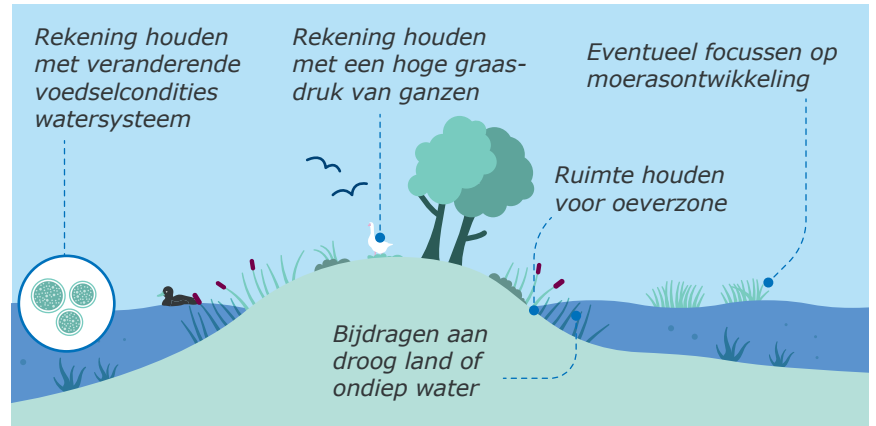 Rekening houden
met veranderende
voedselcondities
watersysteem
Rekening houden
met een hoge graas-
druk van ganzen
Eventueel focussen op
moerasontwikkeling
Ruimte houden
voor oeverzone
Bijdragen aan
droog land of
ondiep water